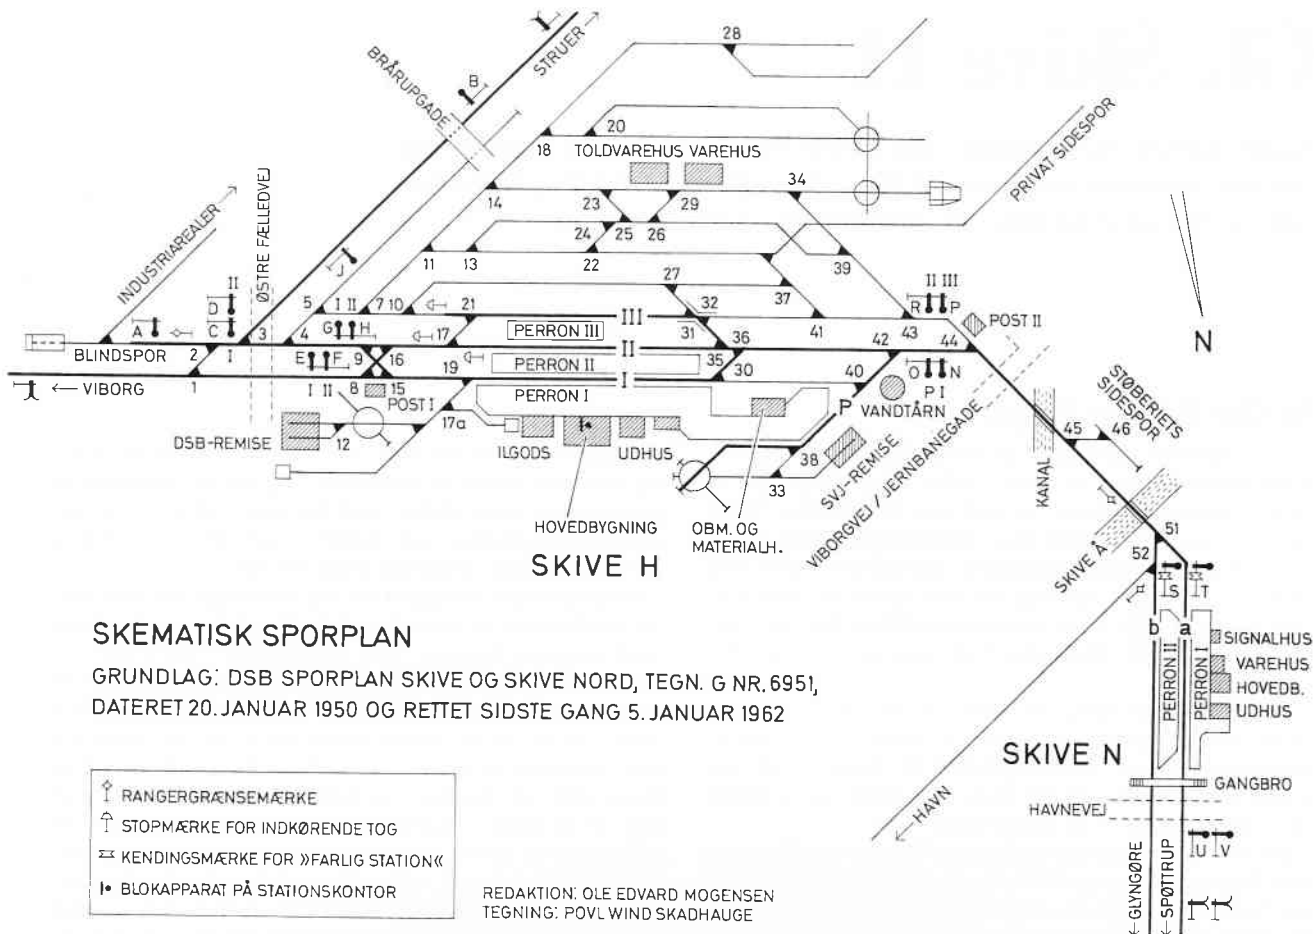 28
STRUER →
BRÅRUPGADE
B
20
18
TOLDVAREHUS VAREHUS
PRIVAT SIDESPOR
INDUSTRIAREALER
ØSTRE FÆLLEDVEJ
14
23
29
34
24
25
26
J
11
13
22
39
27
37
II
D
5
I
II
7
10
21
32
II III
R
P
A
C
G
H
17
PERRON III
III
31
36
41
43
POST II
N
BLINDSPOR
2
I
3
4
E
F
9
16
II
35
42
44
← VIBORG
1
I
II
8
15
19
PERRON II
I
30
40
O
N
P I
POST I
PERRON I
P
VANDTÅRN
STØBERIETS
SIDESPOR
DSB-REMISE
12
17a
ILGODS
UDHUS
38
33
SVJ-REMISE
VIBORGVEJ / JERNBANEGADE
KANAL
45
46
HOVEDBYGNING
OBM. OG
MATERIALH.
SKIVE H
SKIVE Å
51
52
S
T
b
a
PERRON II
PERRON I
SIGNALHUS
VAREHUS
HOVEDB.
UDHUS
SKIVE N
GANGBRO
HAVNEVEJ
← HAVN
U
V
← GLYNGØRE
← SPØTTRUP
SKEMATISK SPORPLAN
GRUNDLAG: DSB SPORPLAN SKIVE OG SKIVE NORD, TEGN. G NR. 6951,
DATERET 20. JANUAR 1950 OG RETTET SIDSTE GANG 5. JANUAR 1962
RANGERGRÆNSEMÆRKE
STOPMÆRKE FOR INDKØRENDE TOG
KENDINGSMÆRKE FOR »FARLIG STATION«
BLOKAPPARAT PÅ STATIONSKONTOR
REDAKTION: OLE EDVARD MOGENSEN
TEGNING: POVL WIND SKADHAUGE